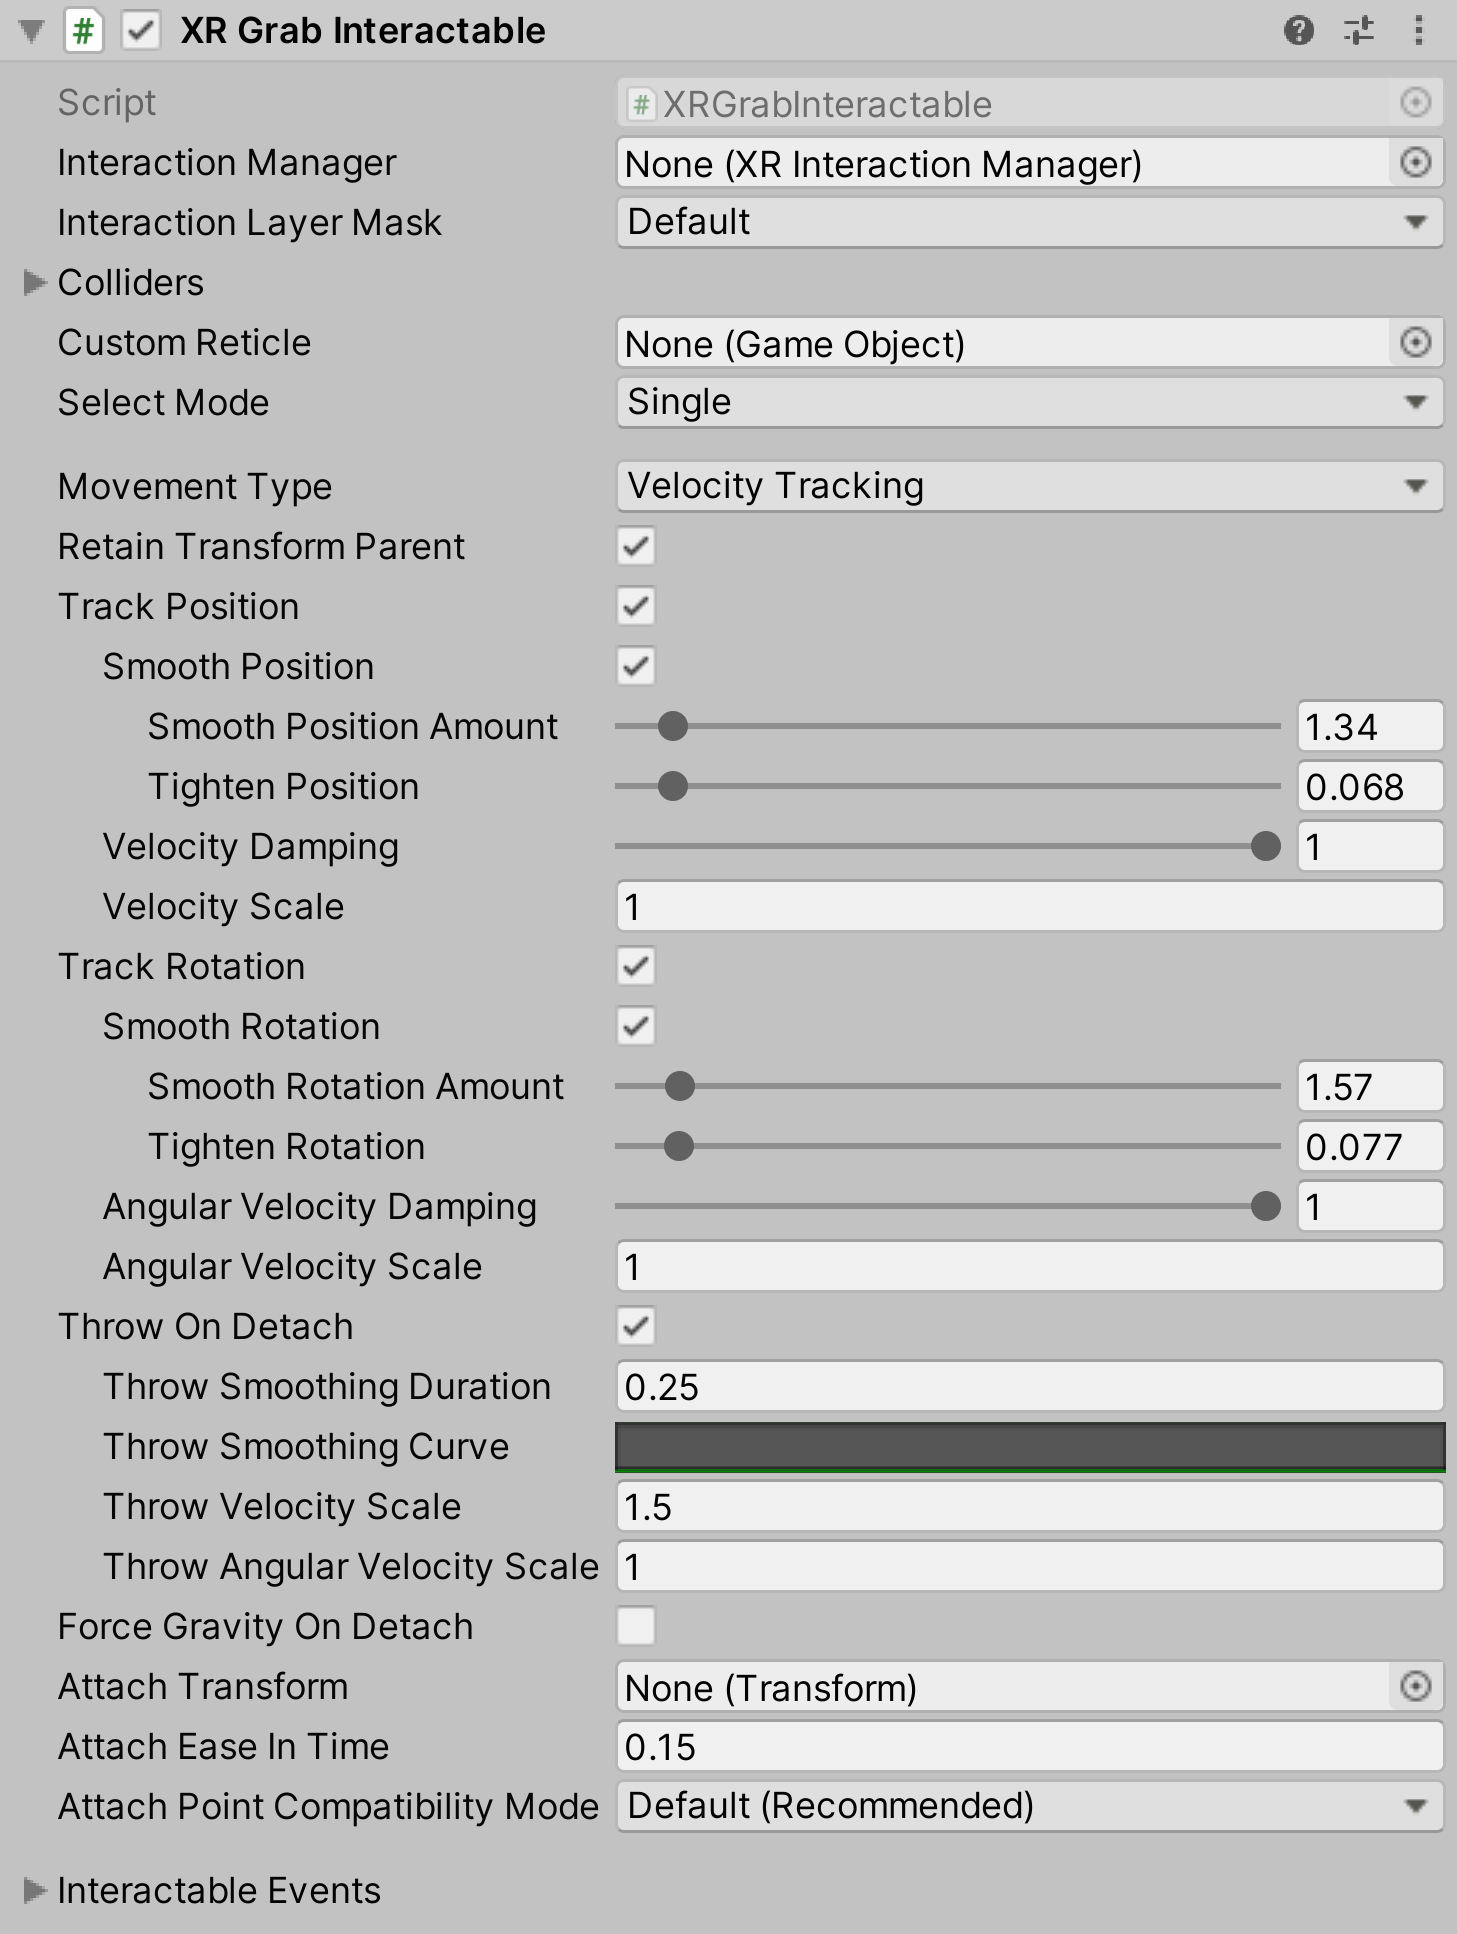 XR Grab Interactable
Script XRGrabInteractable
Interaction Manager None (XR Interaction Manager)
Interaction Layer Mask Default
Colliders
Custom Reticle None (Game Object)
Select Mode Single
Movement Type Velocity Tracking
Retain Transform Parent
Track Position
Smooth Position
Smooth Position Amount 1.34
Tighten Position 0.068
Velocity Damping 1
Velocity Scale 1
Track Rotation
Smooth Rotation
Smooth Rotation Amount 1.57
Tighten Rotation 0.077
Angular Velocity Damping 1
Angular Velocity Scale 1
Throw On Detach
Throw Smoothing Duration 0.25
Throw Smoothing Curve
Throw Velocity Scale 1.5
Throw Angular Velocity Scale 1
Force Gravity On Detach
Attach Transform None (Transform)
Attach Ease In Time 0.15
Attach Point Compatibility Mode Default (Recommended)
Interactable Events